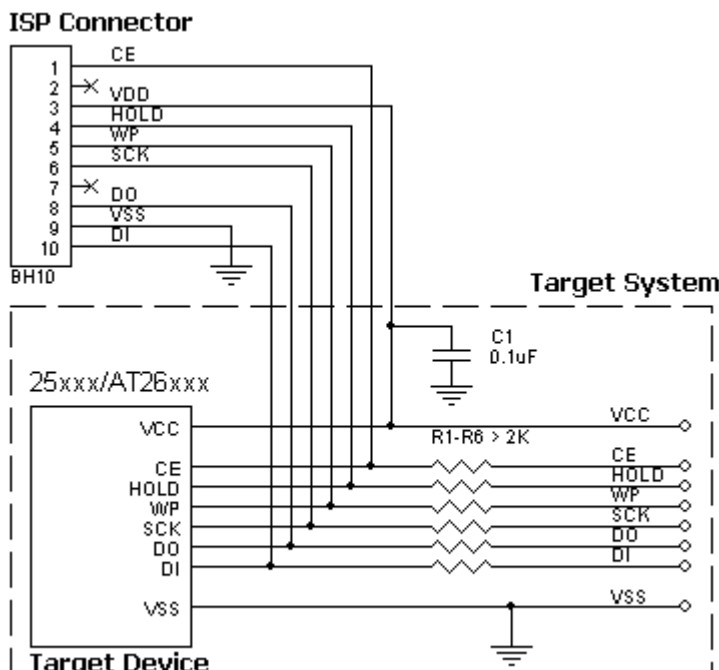 ISP Connector
1 CE
2
3 VDD
4 HOLD
5 WP
6 SCK
7
8 DO
9 VSS
10 DI
BH10
Target System
C1
0.1uF
25xxx/AT26xxx
VCC VCC
R1-R6 > 2K
CE CE
HOLD HOLD
WP WP
SCK SCK
DO DO
DI DI
VSS VSS
Target Device